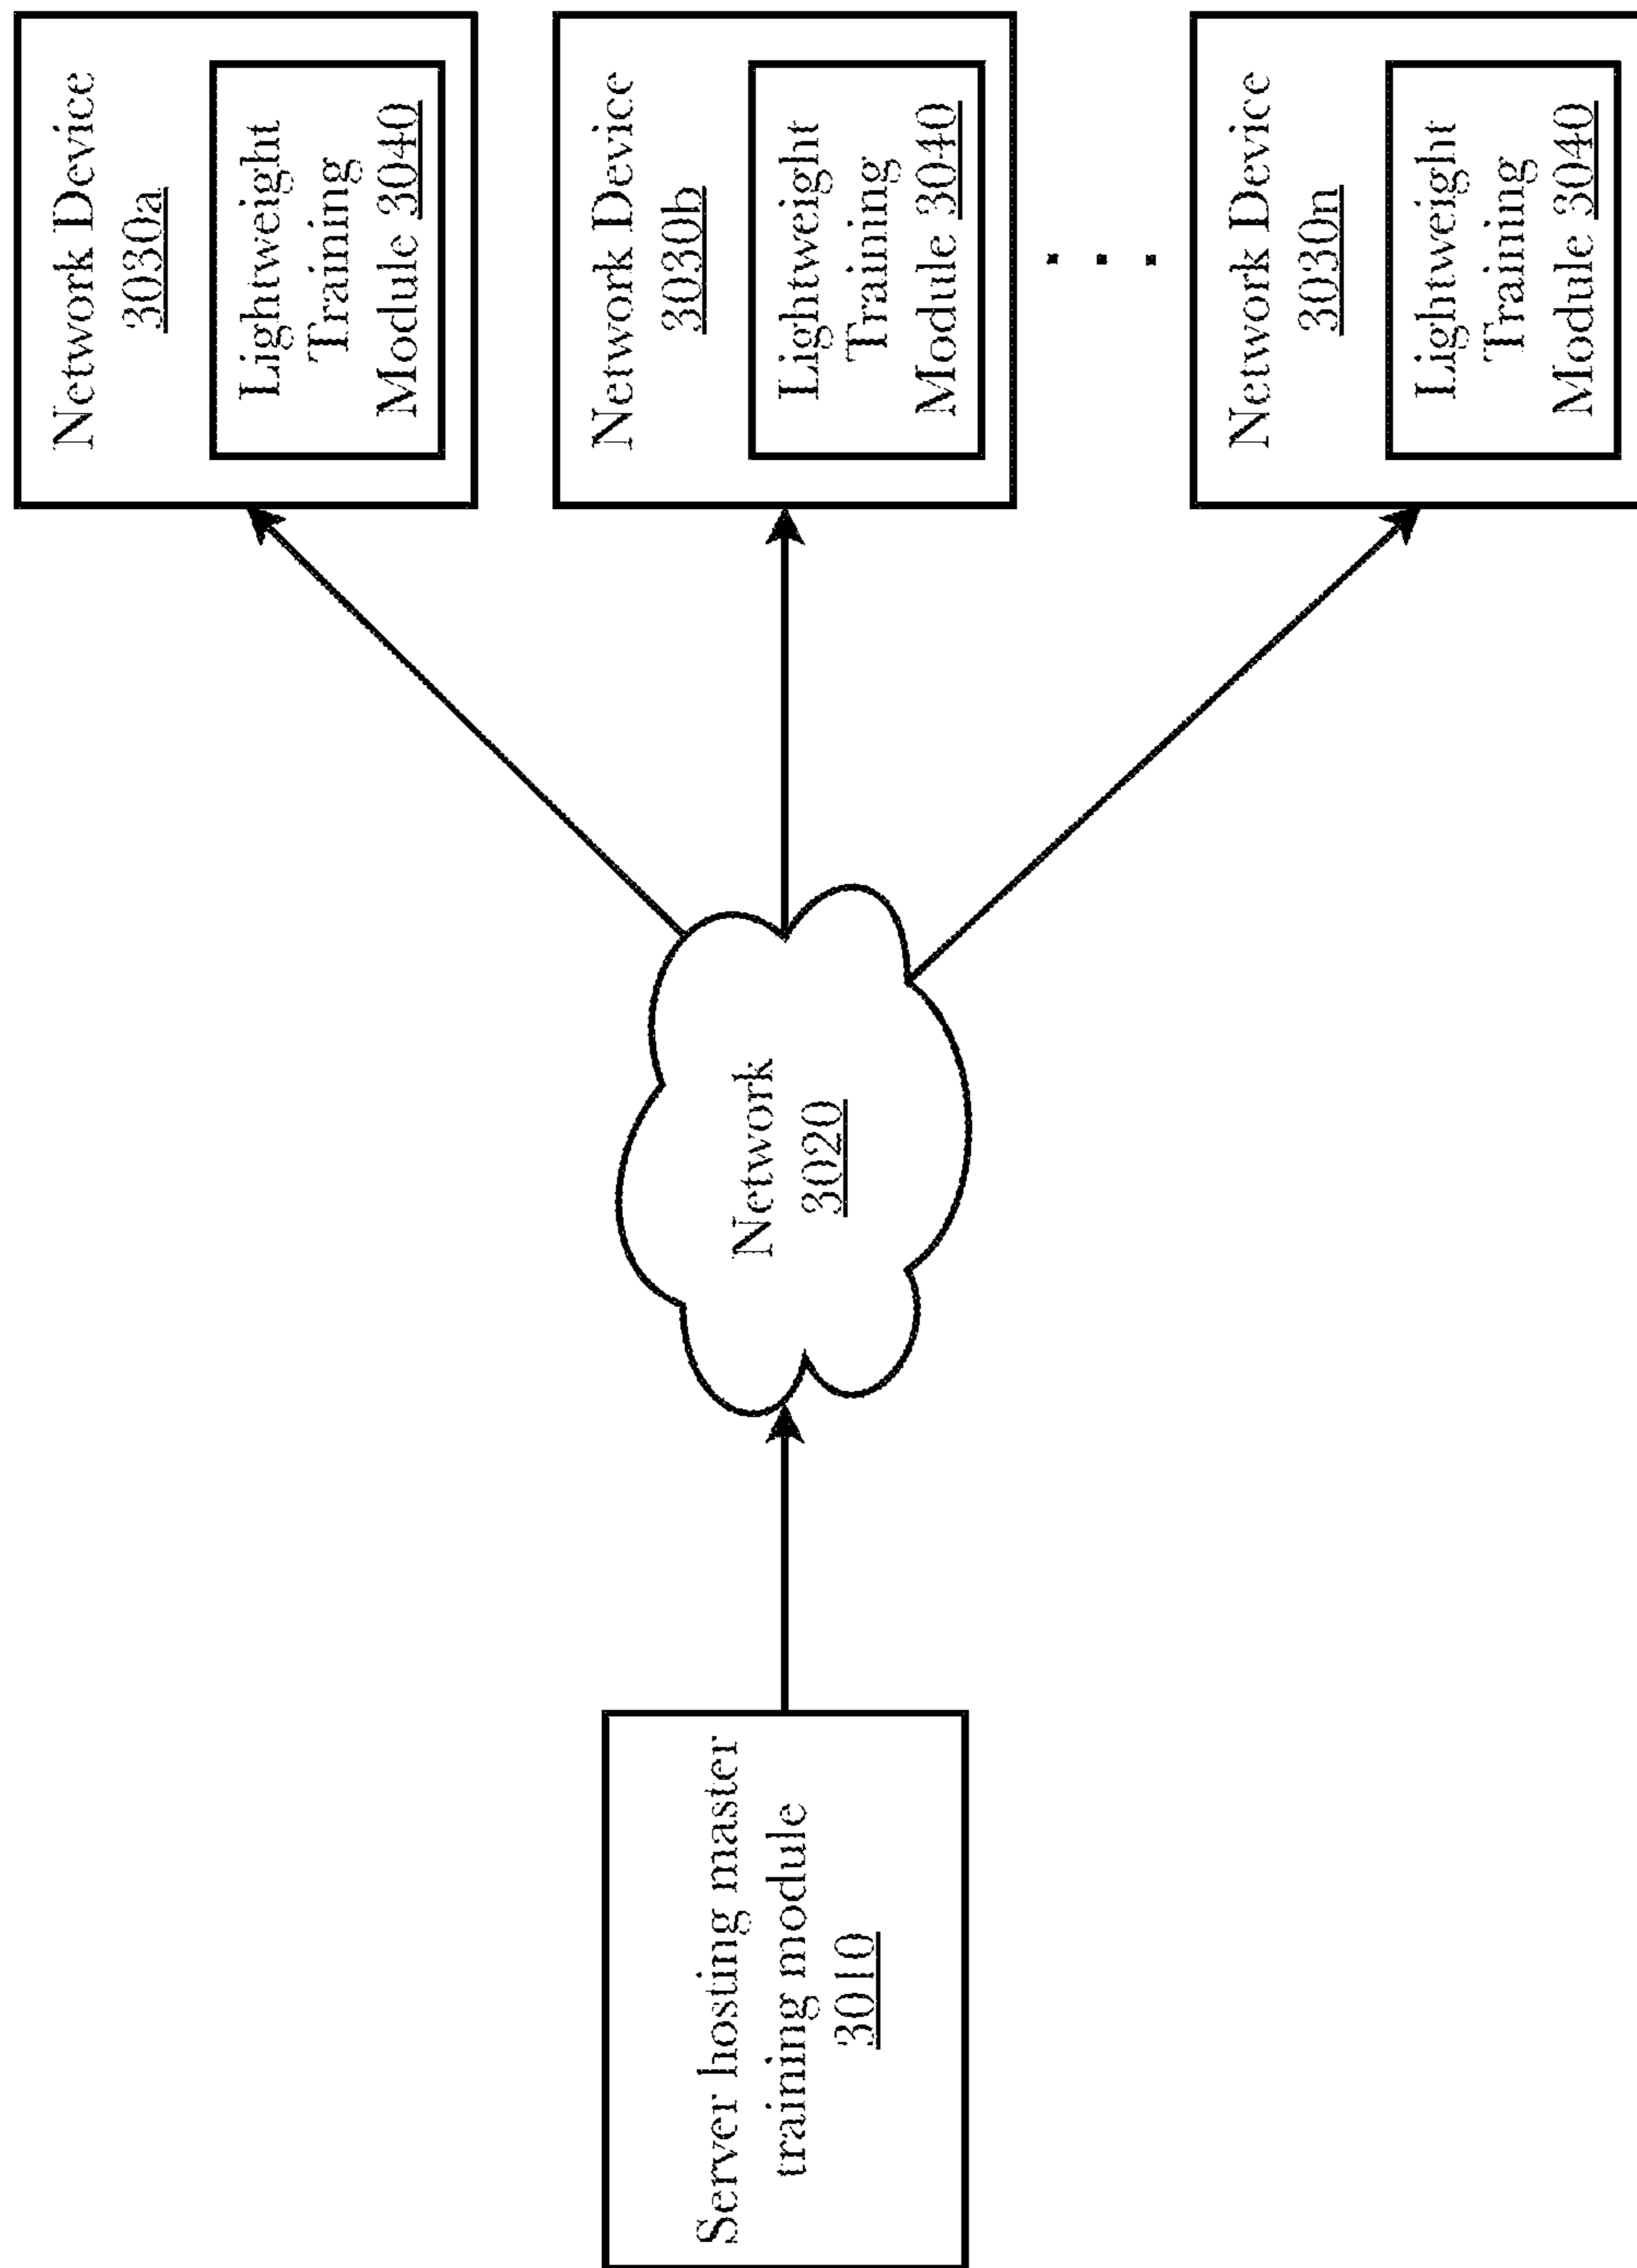 Server hosting master
training module
3010
Network
3020
Network Device
3030a
Lightweight
Training
Module 3040
Network Device
3030b
Lightweight
Training
Module 3040
Network Device
3030n
Lightweight
Training
Module 3040